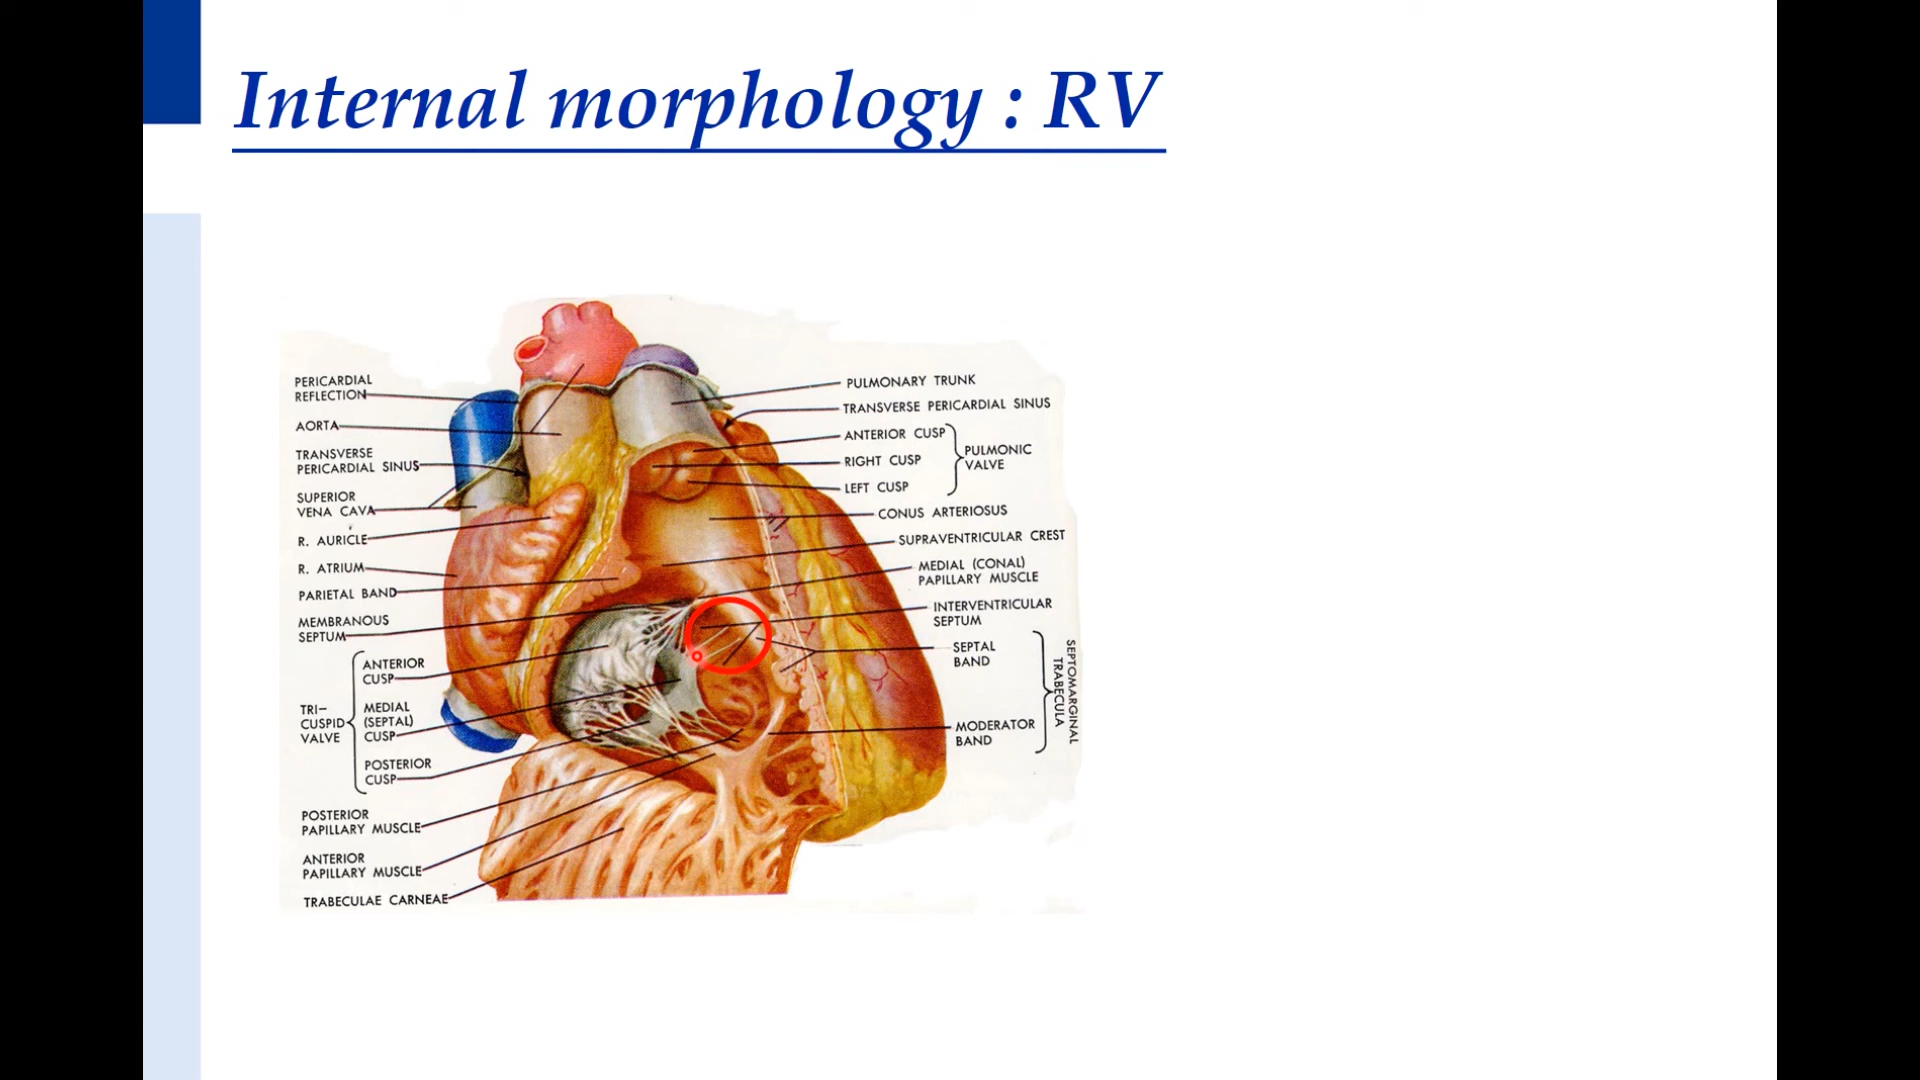 Internal morphology : RV
PERICARDIAL
REFLECTION
AORTA
TRANSVERSE
PERICARDIAL SINUS
SUPERIOR
VENA CAVA
R. AURICLE
R. ATRIUM
PARIETAL BAND
MEMBRANOUS
SEPTUM
ANTERIOR
CUSP
TRI-
CUSPID
VALVE
MEDIAL
(SEPTAL)
CUSP
POSTERIOR
CUSP
POSTERIOR
PAPILLARY MUSCLE
ANTERIOR
PAPILLARY MUSCLE
TRABECULAE CARNEAE
PULMONARY TRUNK
TRANSVERSE PERICARDIAL SINUS
ANTERIOR CUSP
RIGHT CUSP
LEFT CUSP
PULMONIC
VALVE
CONUS ARTERIOSUS
SUPRAVENTRICULAR CREST
MEDIAL (CONAL)
PAPILLARY MUSCLE
INTERVENTRICULAR
SEPTUM
SEPTAL
BAND
MODERATOR
BAND
SEPTOMARGINAL
TRABECULA